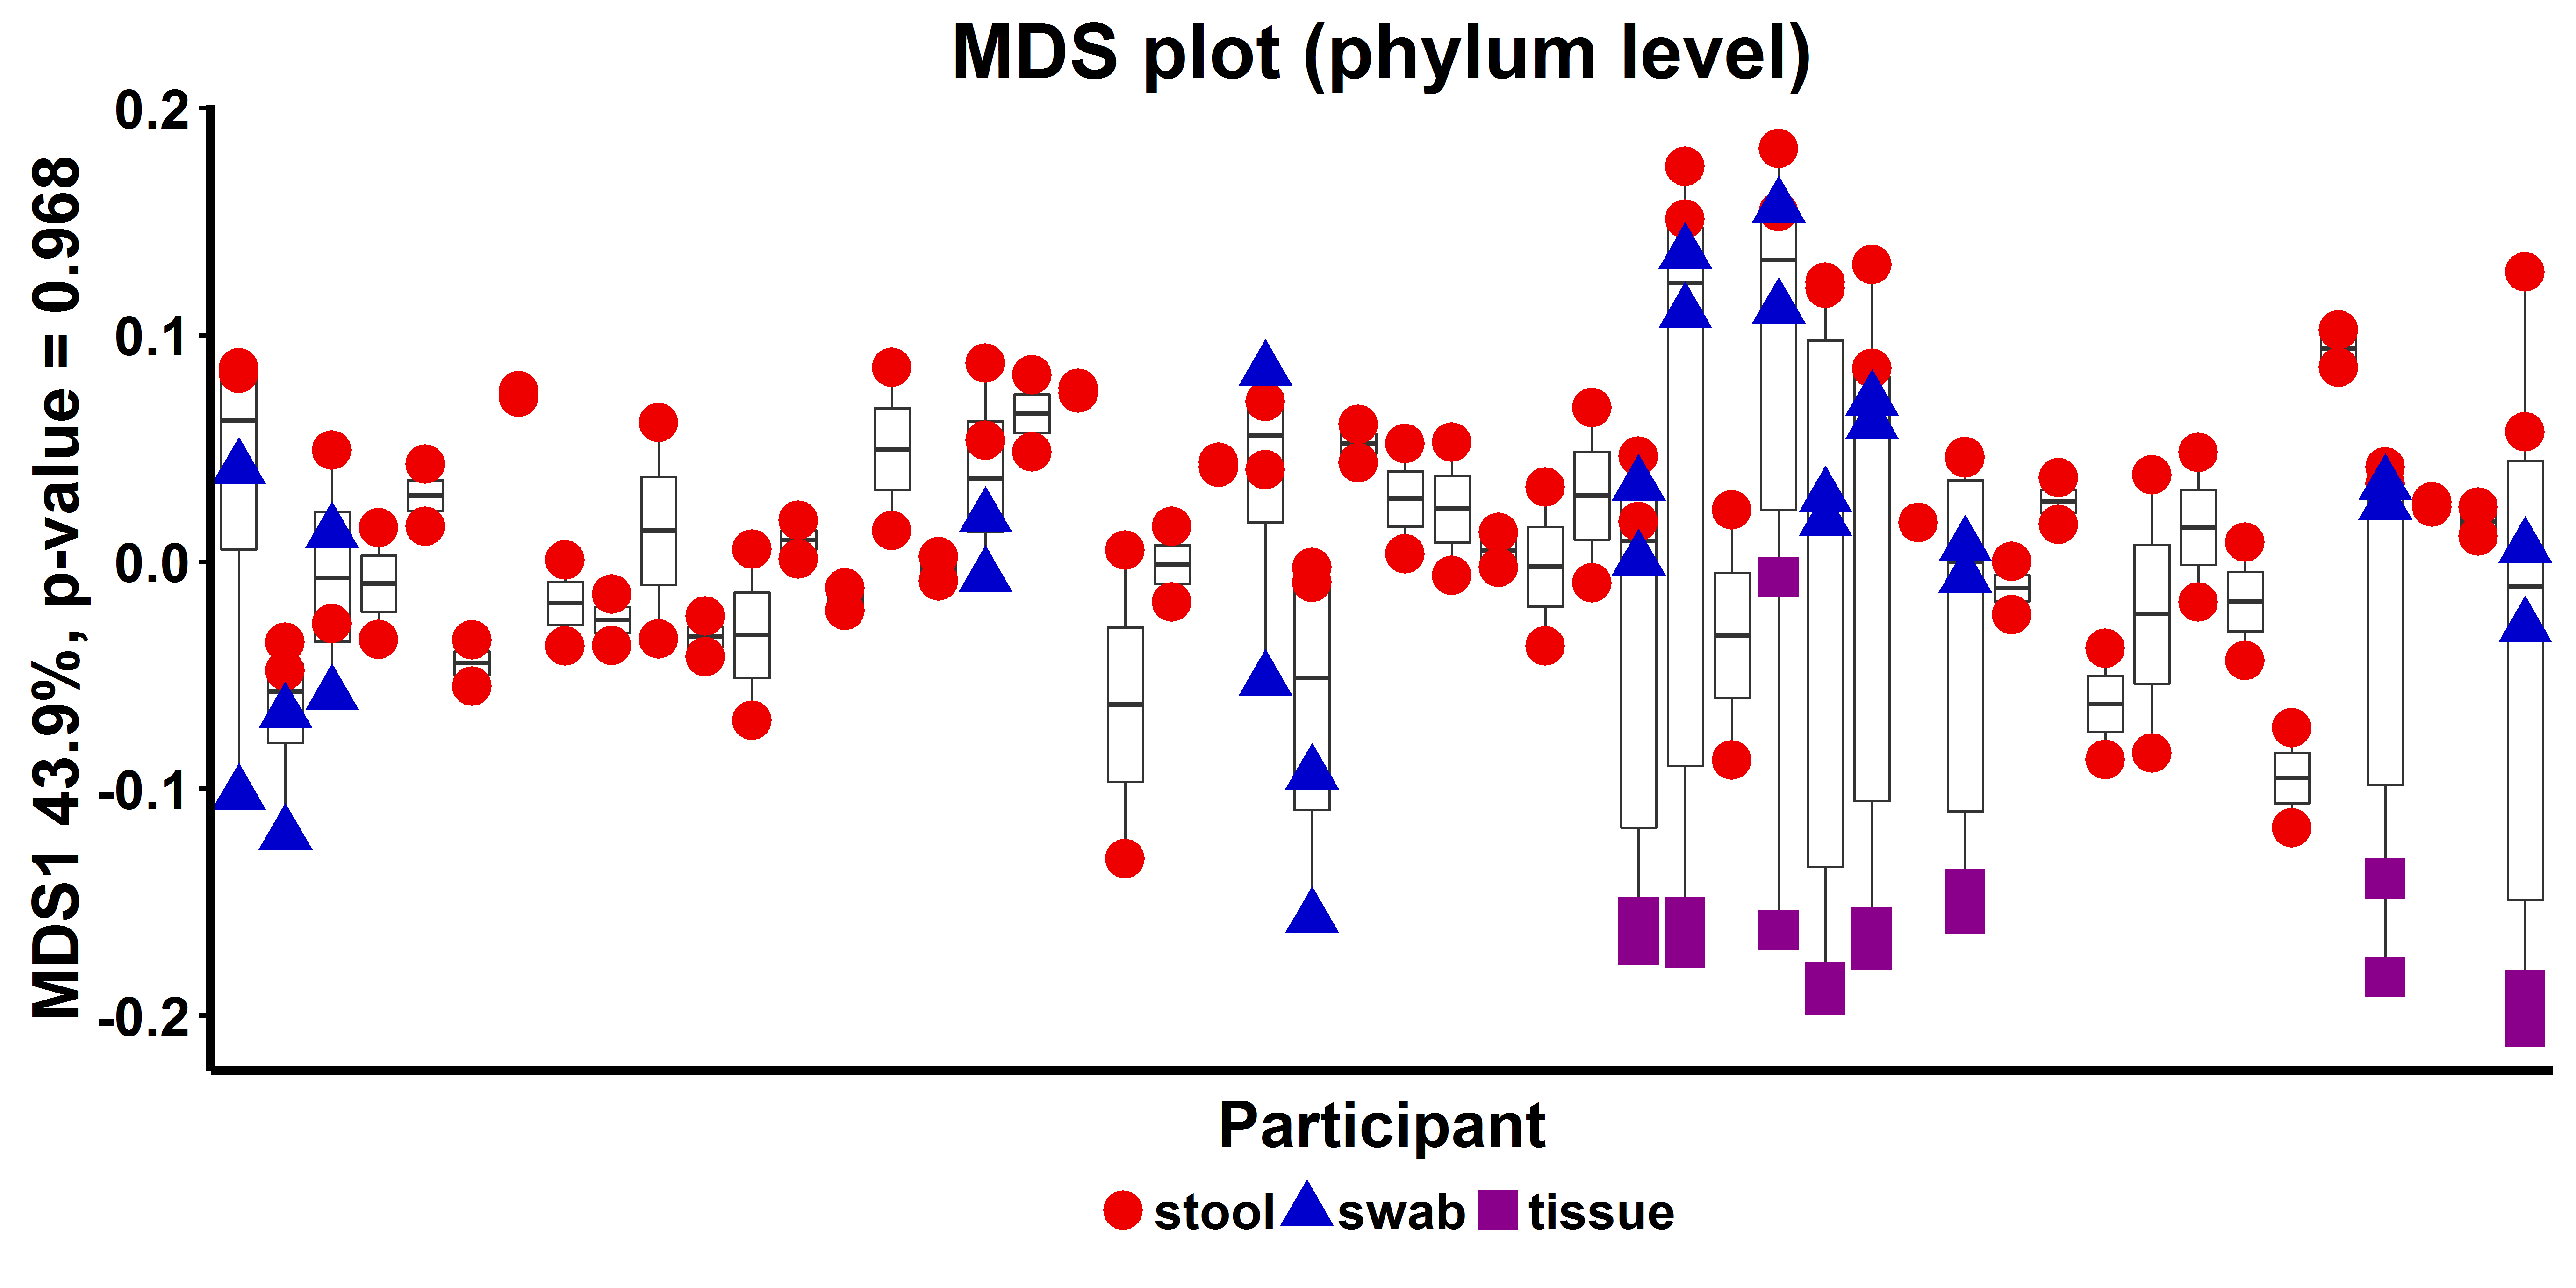 MDS plot (phylum level)
MDS1 43.9%, p-value = 0.968
0.2
0.1
0.0
-0.1
-0.2
Participant
stool swab tissue